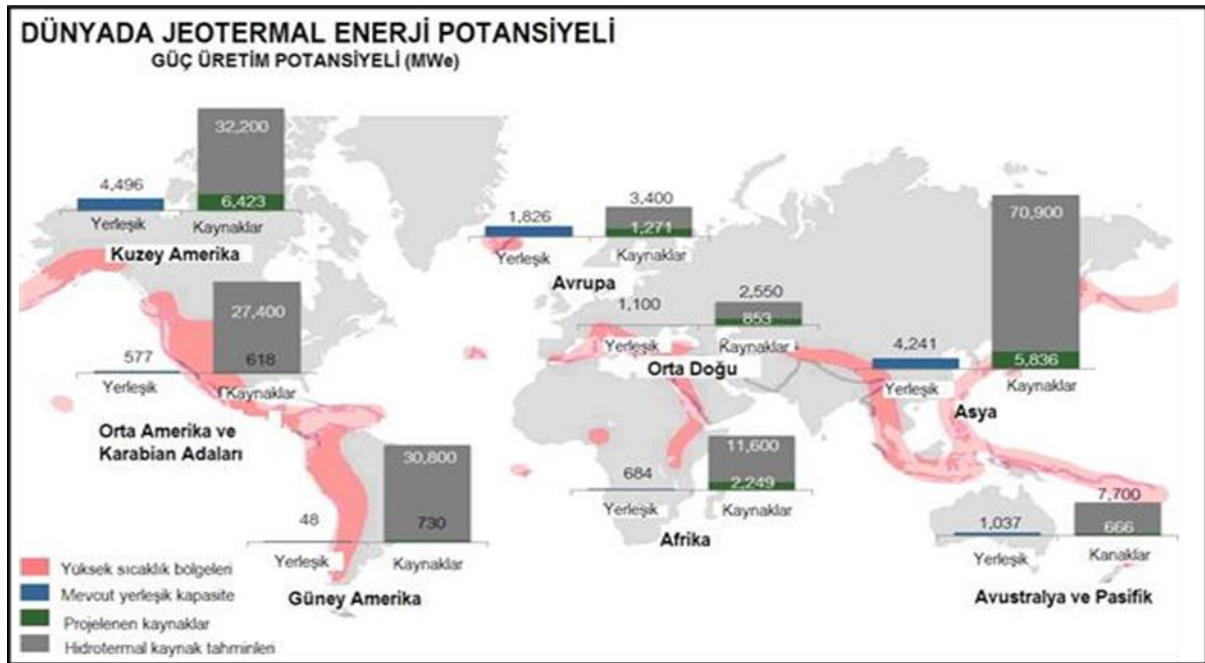 DÜNYADA JEOTERMAL ENERJİ POTANSİYELİ
GÜÇ ÜRETİM POTANSİYELİ (MWe)
32,200
4,496
6,423
Yerleşik
Kaynaklar
Kuzey Amerika
3,400
1,826
1,271
Yerleşik
Kaynaklar
Avrupa
70,900
4,241
5,836
Yerleşik
Kaynaklar
Asya
27,400
577
618
Yerleşik
Kaynaklar
Orta Amerika ve
Karabian Adaları
2,550
1,100
853
Yerleşik
Kaynaklar
Orta Doğu
30,800
48
730
Yerleşik
Kaynaklar
Güney Amerika
11,600
684
2,249
Yerleşik
Kaynaklar
Afrika
7,700
1,037
666
Yerleşik
Kanaklar
Avustralya ve Pasifik
Yüksek sıcaklık bölgeleri
Mevcut yerleşik kapasite
Projelenen kaynaklar
Hidrotermal kaynak tahminleri